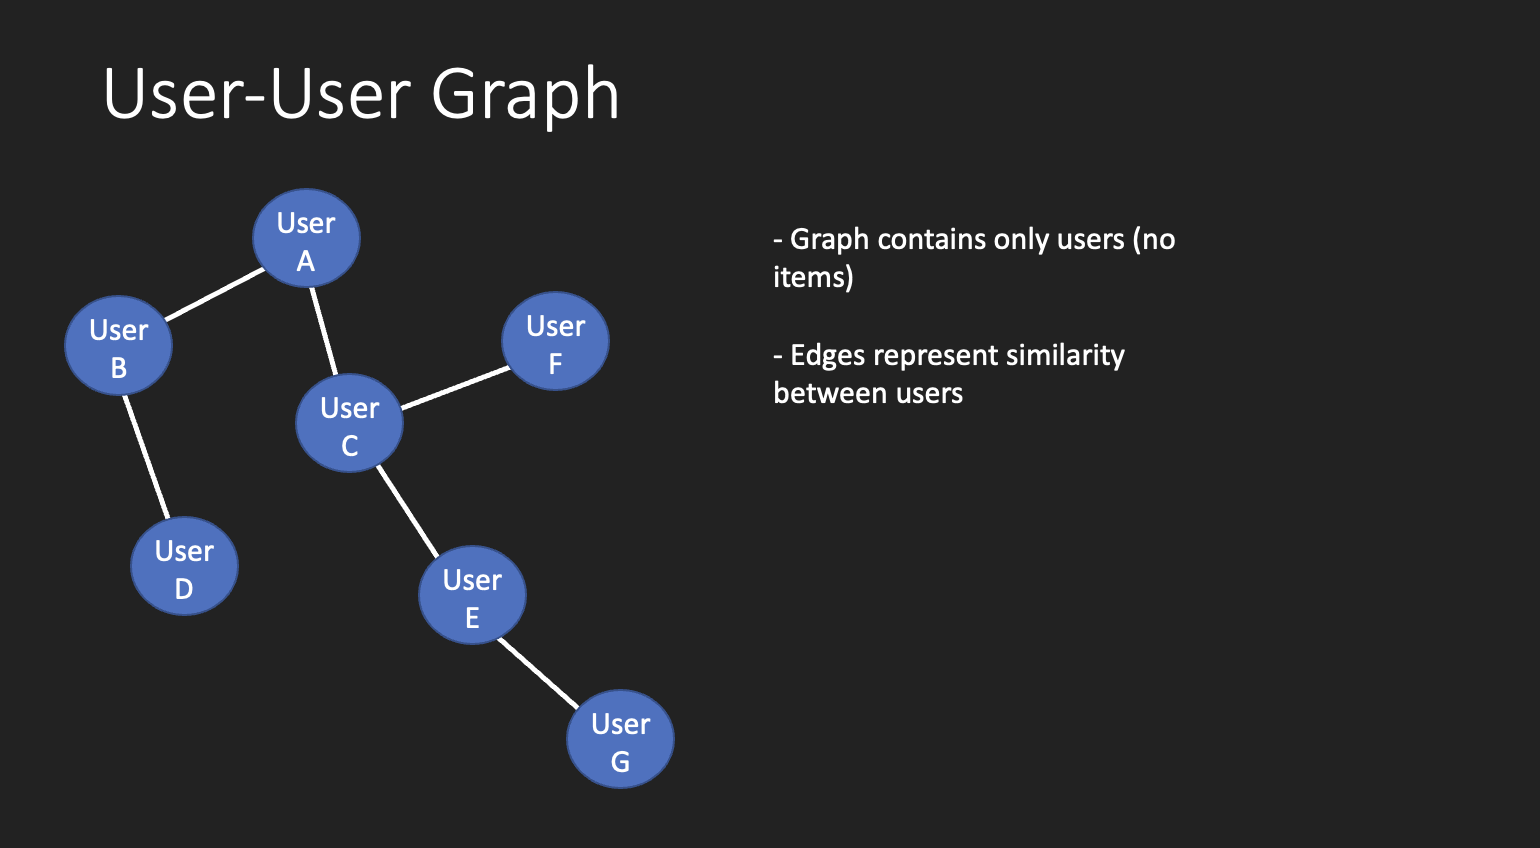 User-User Graph
User
A
User
B
User
F
User
C
User
D
User
E
User
G
- Graph contains only users (no
items)
- Edges represent similarity
between users